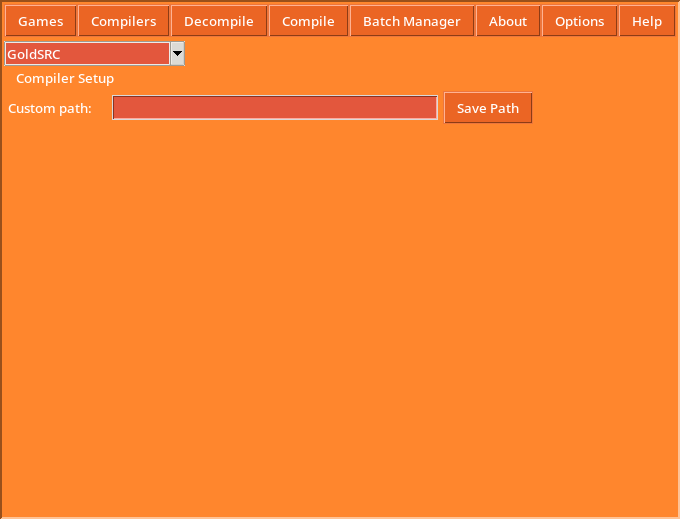 Games Compilers Decompile Compile Batch Manager About Options Help
GoldSRC
Compiler Setup
Custom path: Save Path